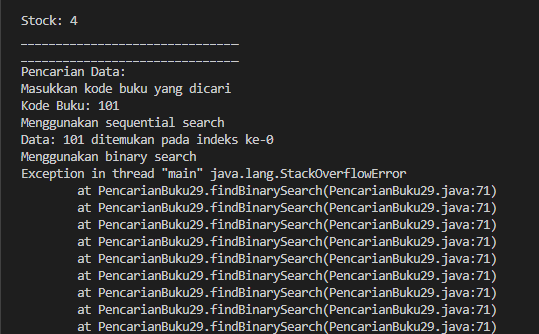 Stock: 4
________________________________
________________________________
Pencarian Data:
Masukkan kode buku yang dicari
Kode Buku: 101
Menggunakan sequential search
Data: 101 ditemukan pada indeks ke-0
Menggunakan binary search
Exception in thread "main" java.lang.StackOverflowError
        at PencarianBuku29.findBinarySearch(PencarianBuku29.java:71)
        at PencarianBuku29.findBinarySearch(PencarianBuku29.java:71)
        at PencarianBuku29.findBinarySearch(PencarianBuku29.java:71)
        at PencarianBuku29.findBinarySearch(PencarianBuku29.java:71)
        at PencarianBuku29.findBinarySearch(PencarianBuku29.java:71)
        at PencarianBuku29.findBinarySearch(PencarianBuku29.java:71)
        at PencarianBuku29.findBinarySearch(PencarianBuku29.java:71)
        at PencarianBuku29.findBinarySearch(PencarianBuku29.java:71)
        at PencarianBuku29.findBinarySearch(PencarianBuku29.java:71)